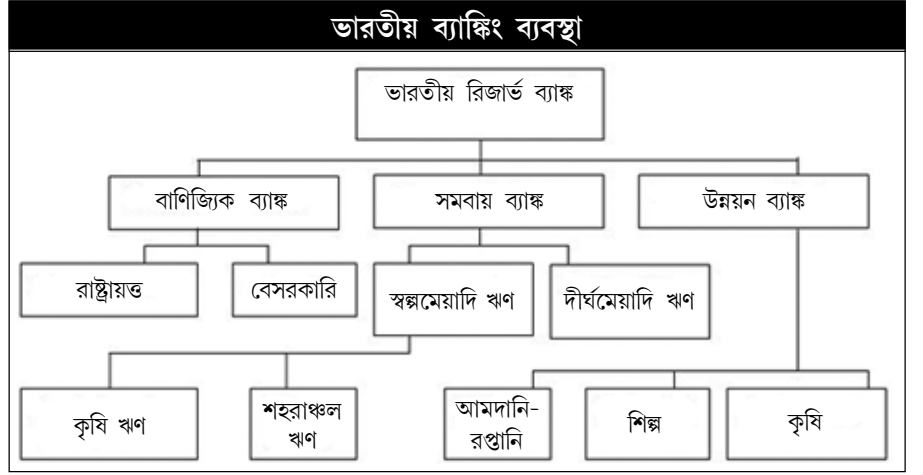 ভারতীয় ব্যাঙ্কিং ব্যবস্থা
ভারতীয় রিজার্ভ ব্যাঙ্ক
বাণিজ্যিক ব্যাঙ্ক
সমবায় ব্যাঙ্ক
উন্নয়ন ব্যাঙ্ক
রাষ্ট্রায়ত্ত
বেসরকারি
স্বল্পমেয়াদি ঋণ
দীর্ঘমেয়াদি ঋণ
কৃষি ঋণ
শহরাঞ্চল
ঋণ
আমদানি-
রপ্তানি
শিল্প
কৃষি